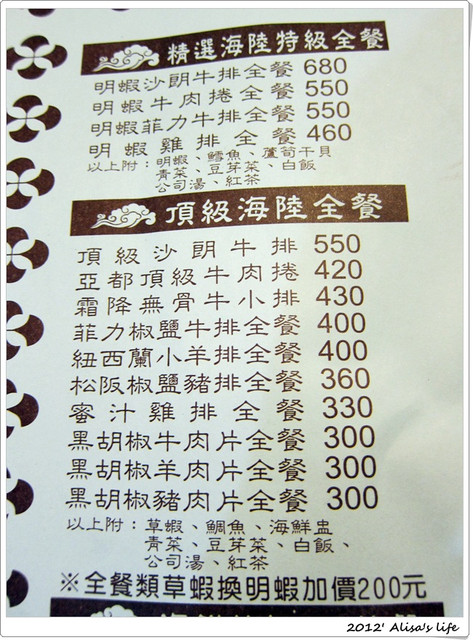 精選海陸特級全餐
明蝦沙朗牛排全餐 680
明蝦牛肉捲全餐 550
明蝦菲力牛排全餐 550
明蝦雞排全餐 460
以上附：明蝦、鱈魚、蘆筍干貝
青菜、豆芽菜、白飯
公司湯、紅茶
頂級海陸全餐
頂級沙朗牛排 550
亞都頂級牛肉捲 420
霜降無骨牛小排 430
菲力椒鹽牛排全餐 400
紐西蘭小羊排全餐 400
松阪椒鹽豬排全餐 360
蜜汁雞排全餐 330
黑胡椒牛肉片全餐 300
黑胡椒羊肉片全餐 300
黑胡椒豬肉片全餐 300
以上附：草蝦、鯛魚、海鮮盅
青菜、豆芽菜、白飯、
公司湯、紅茶
※全餐類草蝦換明蝦加價200元
2012' Alisa's life